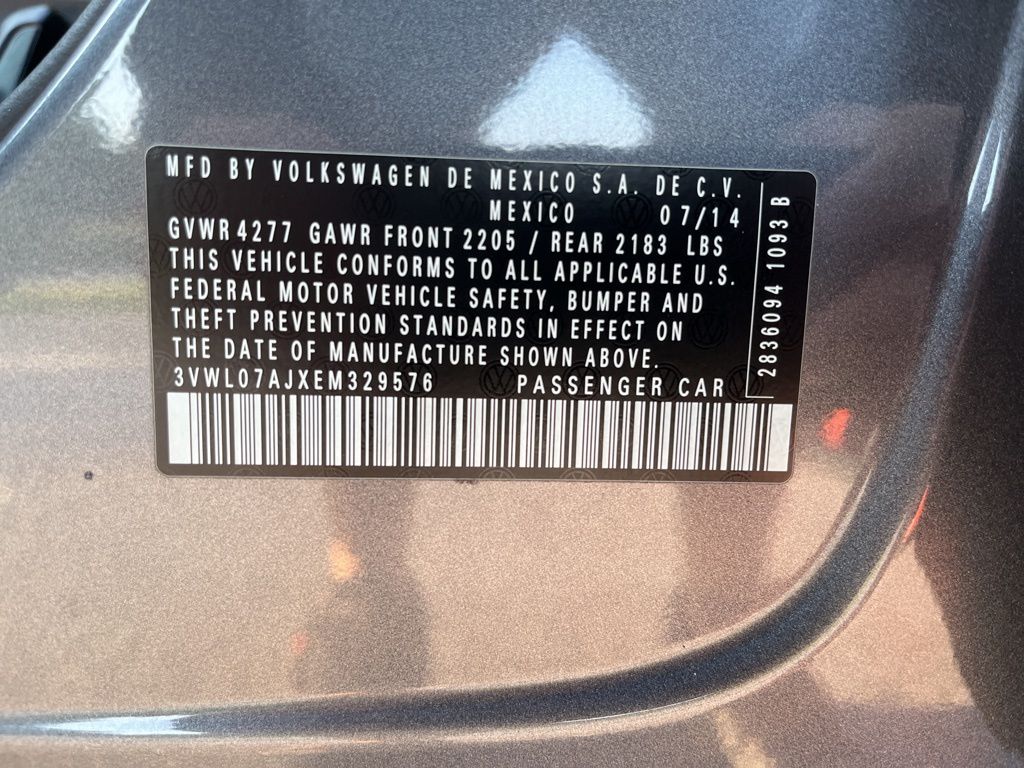 MFD BY VOLKSWAGEN DE MEXICO S.A. DE C.V.
MEXICO 07/14
GVWR 4277 GAWR FRONT 2205 / REAR 2183 LBS
THIS VEHICLE CONFORMS TO ALL APPLICABLE U.S.
FEDERAL MOTOR VEHICLE SAFETY, BUMPER AND
THEFT PREVENTION STANDARDS IN EFFECT ON
THE DATE OF MANUFACTURE SHOWN ABOVE.
3VWL07AJXEM329576 PASSENGER CAR
2836094 1093 B